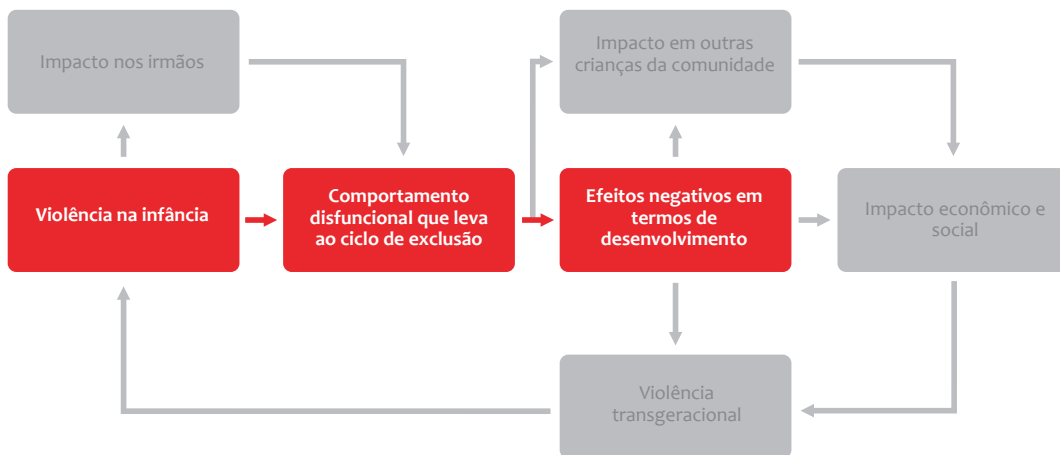 Impacto nos irmãos
Impacto em outras
crianças da comunidade
Violência na infância
Comportamento
disfuncional que leva
ao ciclo de exclusão
Efeitos negativos em
termos de
desenvolvimento
Impacto econômico e
social
Violência
transgeracional